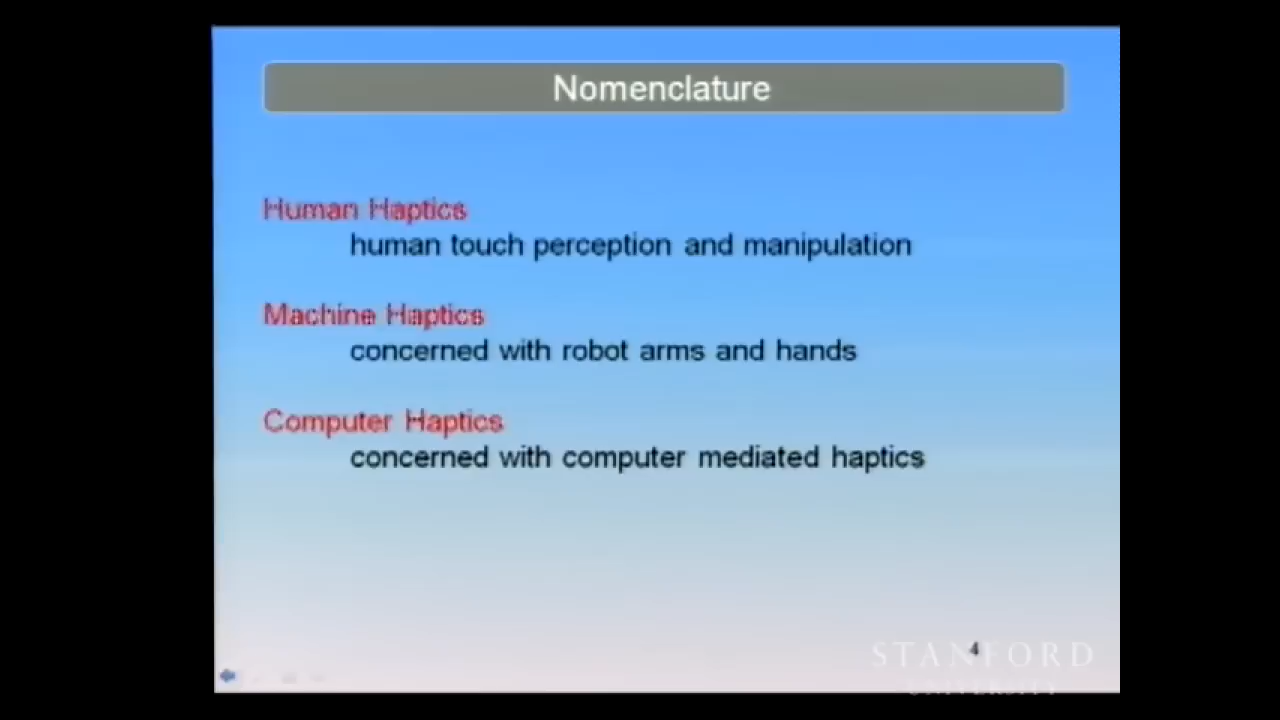 Nomenclature
Human Haptics
human touch perception and manipulation
Machine Haptics
concerned with robot arms and hands
Computer Haptics
concerned with computer mediated haptics
4
STANFORD
UNIVERSITY